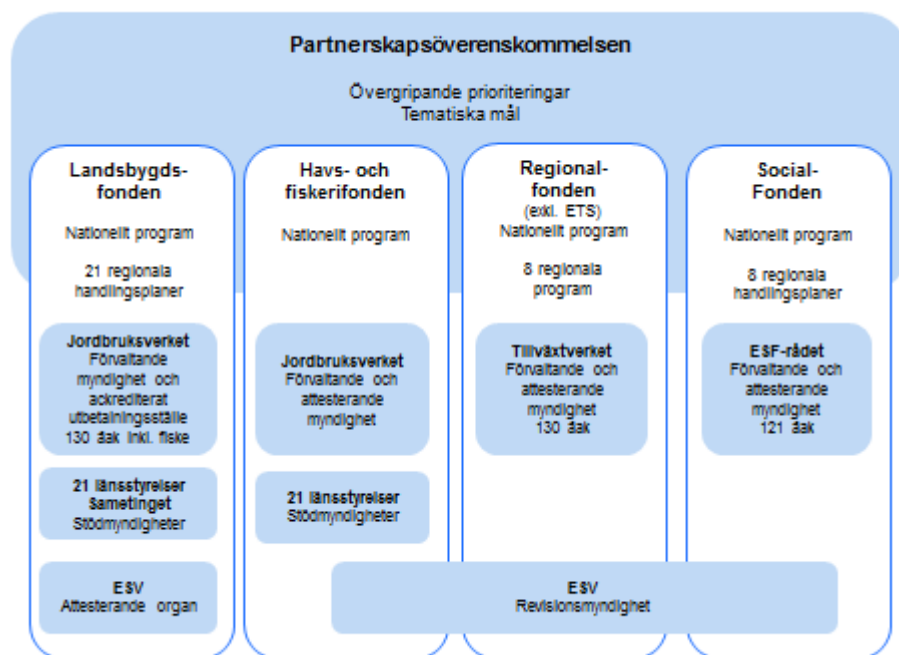 Partnerskapsöverenskommelsen
Övergripande prioriteringar
Tematiska mål
Landsbygds-
fonden
Nationellt program
21 regionala
handlingsplaner
Jordbruksverket
Förvaltande
myndighet och
ackrediterat
utbetalningsställe
130 åak inkl. fiske
21 länsstyrelser
Sametinget
Stödmyndigheter
ESV
Attesterande organ
Havs- och
fiskerifonden
Nationellt program
Jordbruksverket
Förvaltande och
attesterande
myndighet
21 länsstyrelser
Stödmyndigheter
Regional-
fonden
(exkl. ETS)
Nationellt program
8 regionala
program
Tillväxtverket
Förvaltande och
attesterande
myndighet
130 åak
Social-
Fonden
Nationellt program
8 regionala
handlingsplaner
ESF-rådet
Förvaltande och
attesterande
myndighet
121 åak
ESV
Revisionsmyndighet